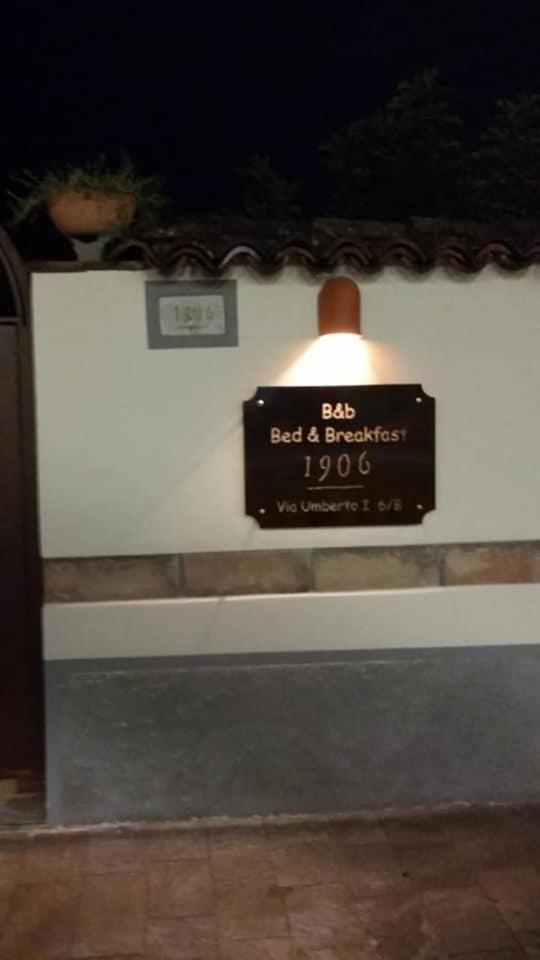 1906
B&b
Bed & Breakfast
1906
Via Umberto I 6/B